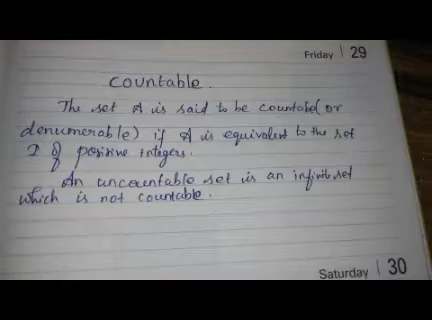 Friday | 29
countable.
The set A is said to be countabl(or
denumerable) if A is equivalent to the set
I of positive integers.
An uncountable set is an infinite set
which is not countable.
Saturday | 30